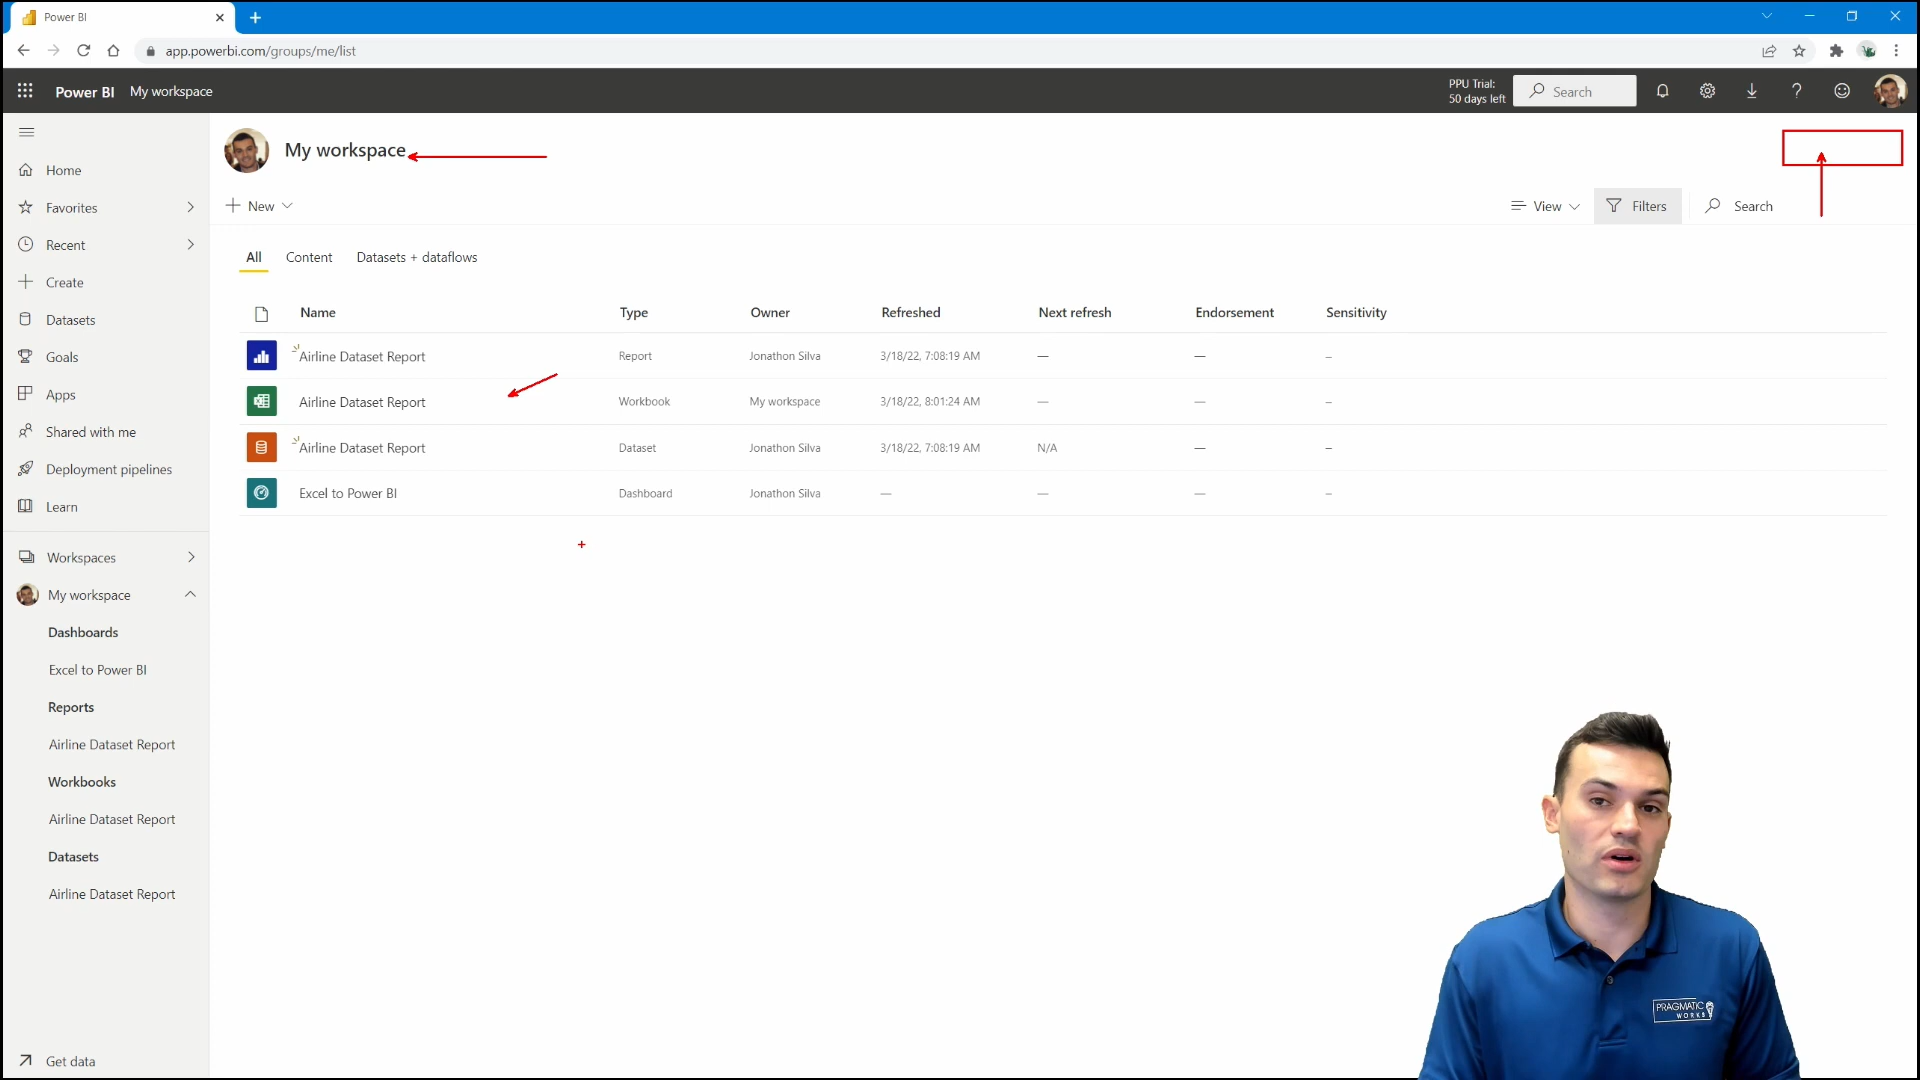 Power BI
app.powerbi.com/groups/me/list
Power BI My workspace
PPU Trial:
50 days left
Search
My workspace
New
View Filters Search
All Content Datasets + dataflows
Name Type Owner Refreshed Next refresh Endorsement Sensitivity
Airline Dataset Report Report Jonathon Silva 3/18/22, 7:08:19 AM — — –
Airline Dataset Report Workbook My workspace 3/18/22, 8:01:24 AM — — –
Airline Dataset Report Dataset Jonathon Silva 3/18/22, 7:08:19 AM N/A — –
Excel to Power BI Dashboard Jonathon Silva — — — –
Home
Favorites
Recent
Create
Datasets
Goals
Apps
Shared with me
Deployment pipelines
Learn
Workspaces
My workspace
Dashboards
Excel to Power BI
Reports
Airline Dataset Report
Workbooks
Airline Dataset Report
Datasets
Airline Dataset Report
Get data
PRAGMATIC
WORKS